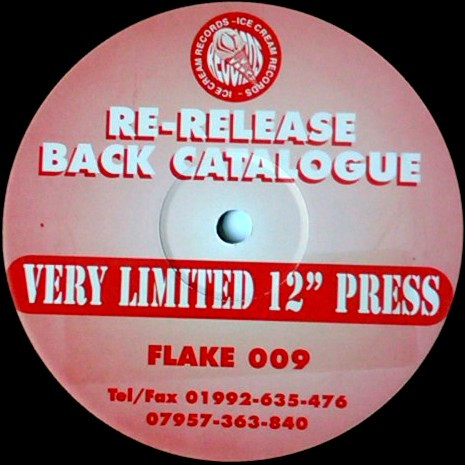 ICE CREAM RECORDS - ICE CREAM RECORDS -
RE-RELEASE
BACK CATALOGUE
VERY LIMITED 12” PRESS
FLAKE 009
Tel/Fax 01992-635-476
07957-363-840